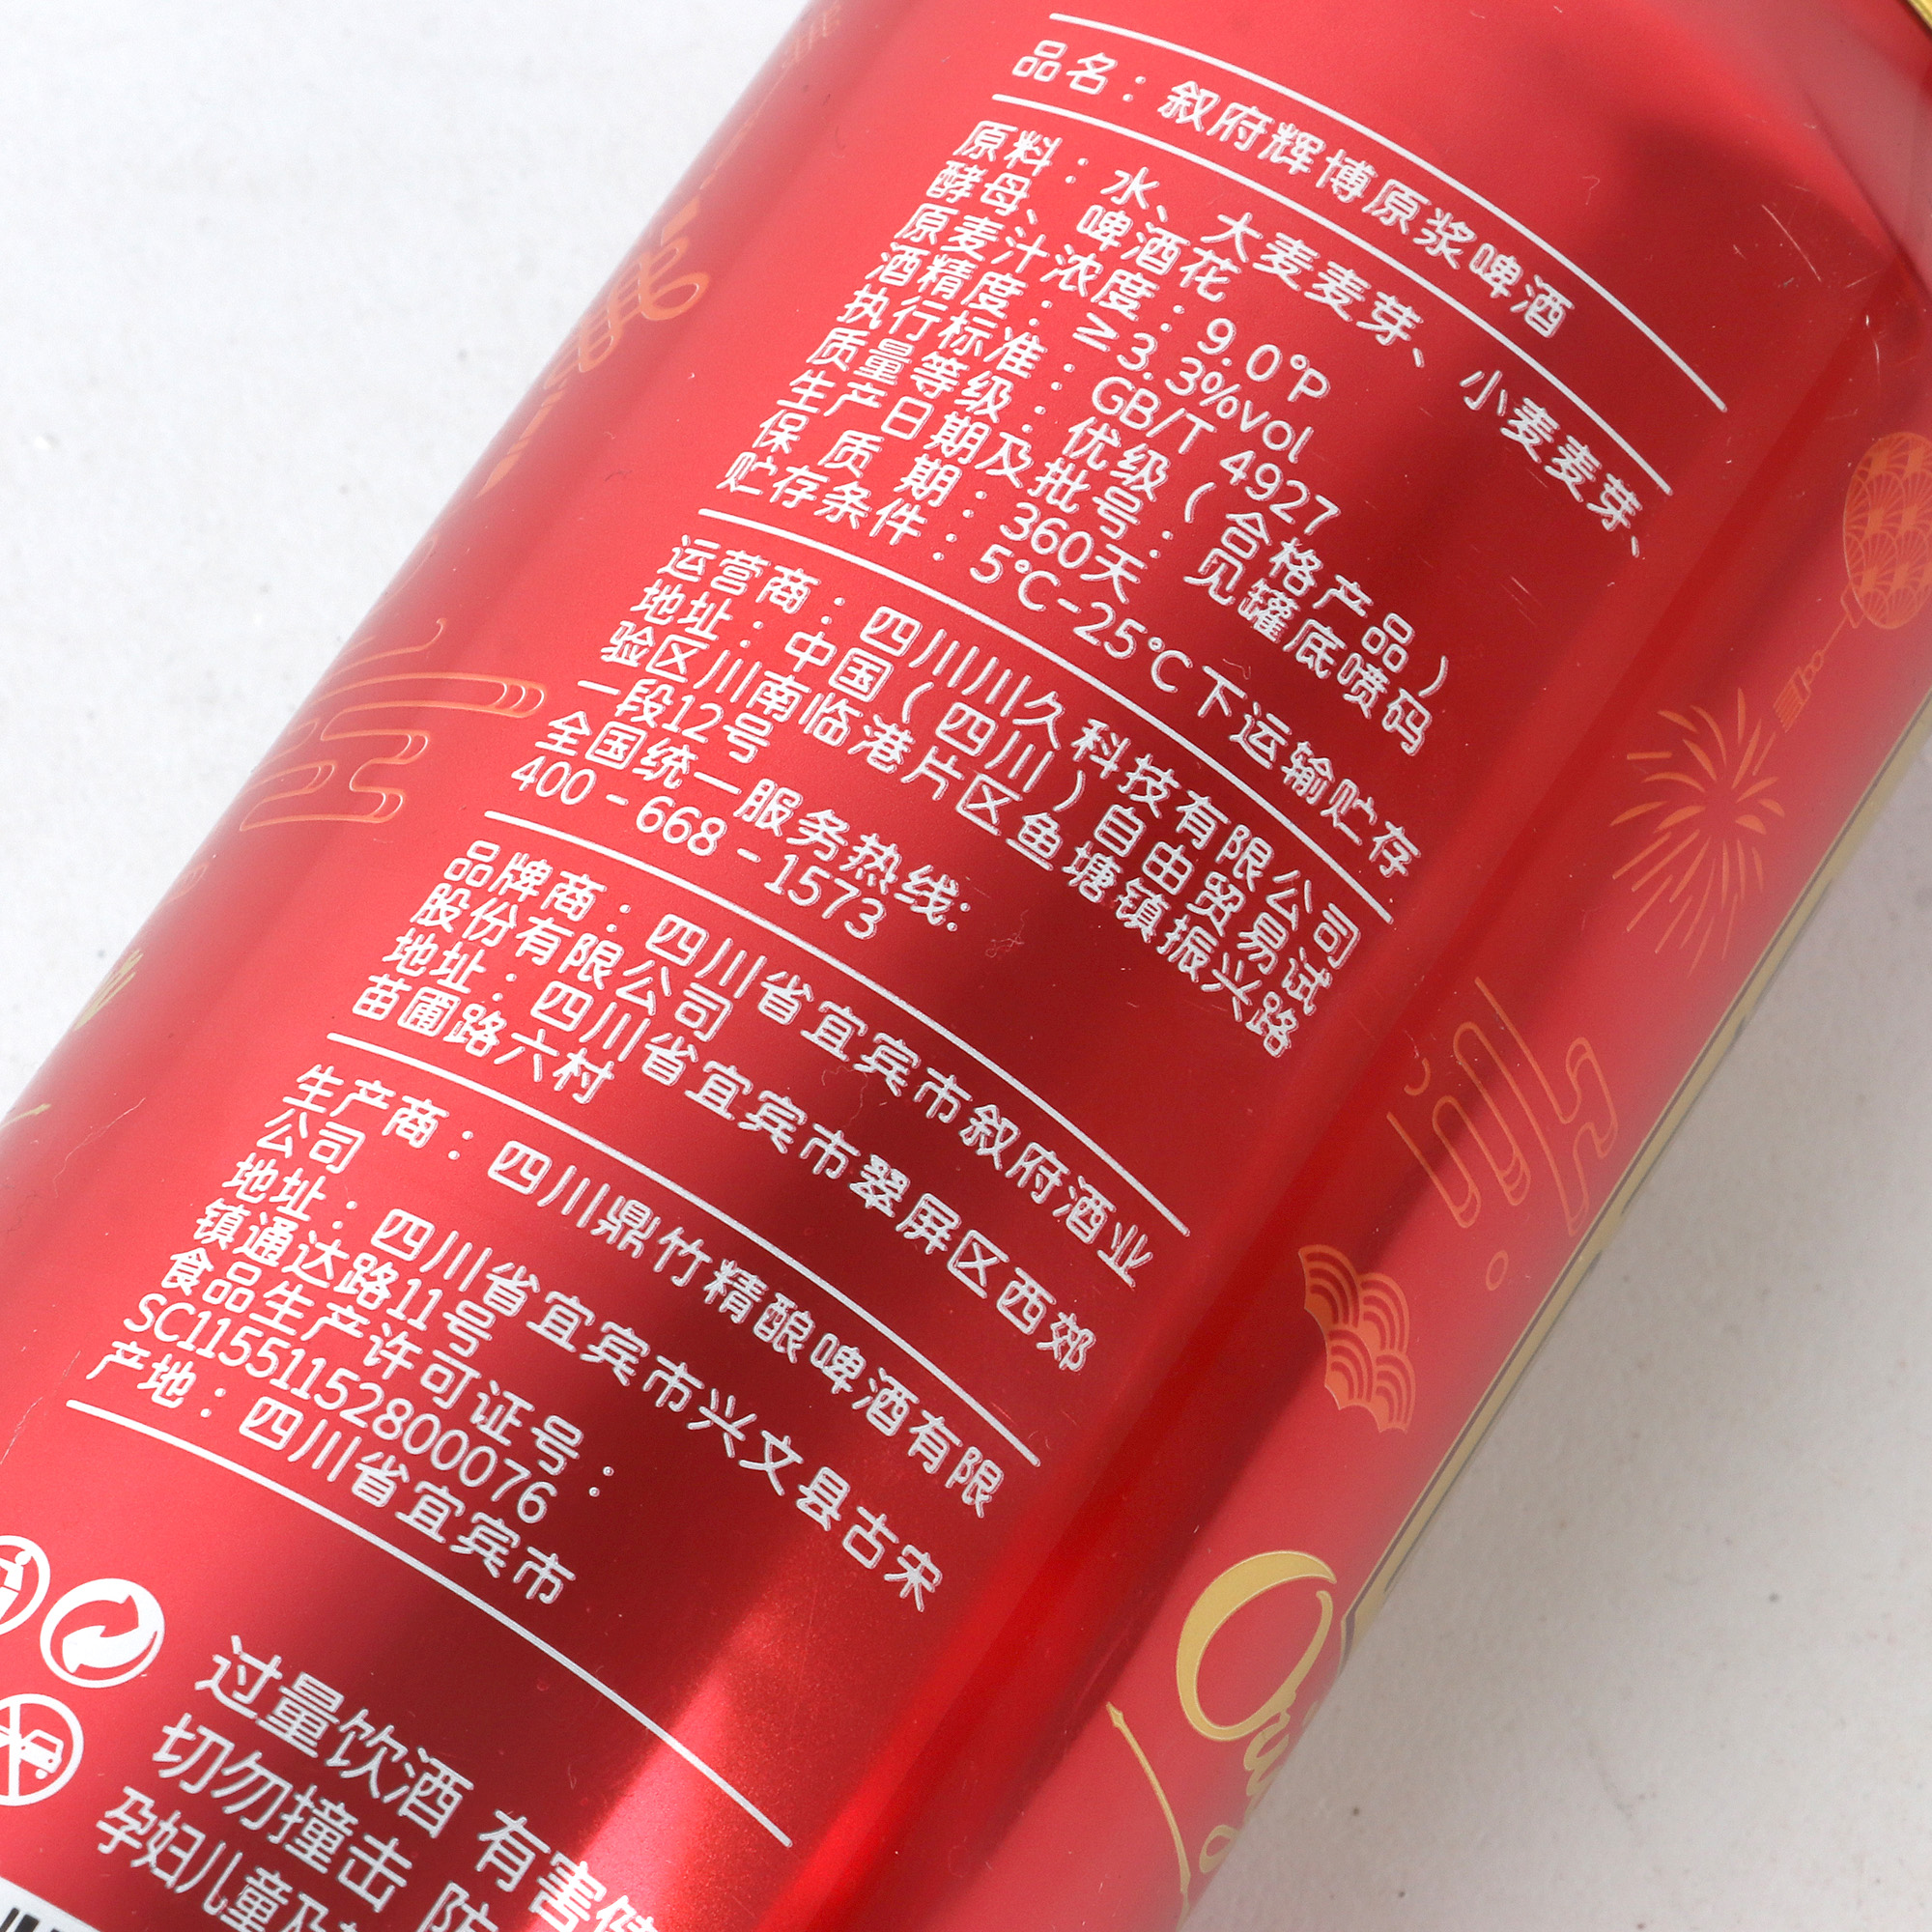 品名：叙府辉博原浆啤酒
原料：水、大麦麦芽、小麦麦芽、
酵母、啤酒花
原麦汁浓度：9.0°P
酒精度：≥3.3%vol
执行标准：GB/T 4927
质量等级：优级（合格产品）
生产日期及批号：见罐底喷码
保质期：360天
贮存条件：5℃-25℃下运输贮存
运营商：四川川久科技有限公司
地址：中国（四川）自由贸易试
验区川南临港片区鱼塘镇振兴路
一段12号
全国统一服务热线：
400-668-1573
品牌商：四川省宜宾市叙府酒业
股份有限公司
地址：四川省宜宾市翠屏区西郊
苗圃路六村
生产商：四川鼎竹精酿啤酒有限
公司
地址：四川省宜宾市兴文县古宋
镇通达路11号
食品生产许可证号：
SC11551152800076
产地：四川省宜宾市
过量饮酒 有害健
切勿撞击 防
孕妇儿童及